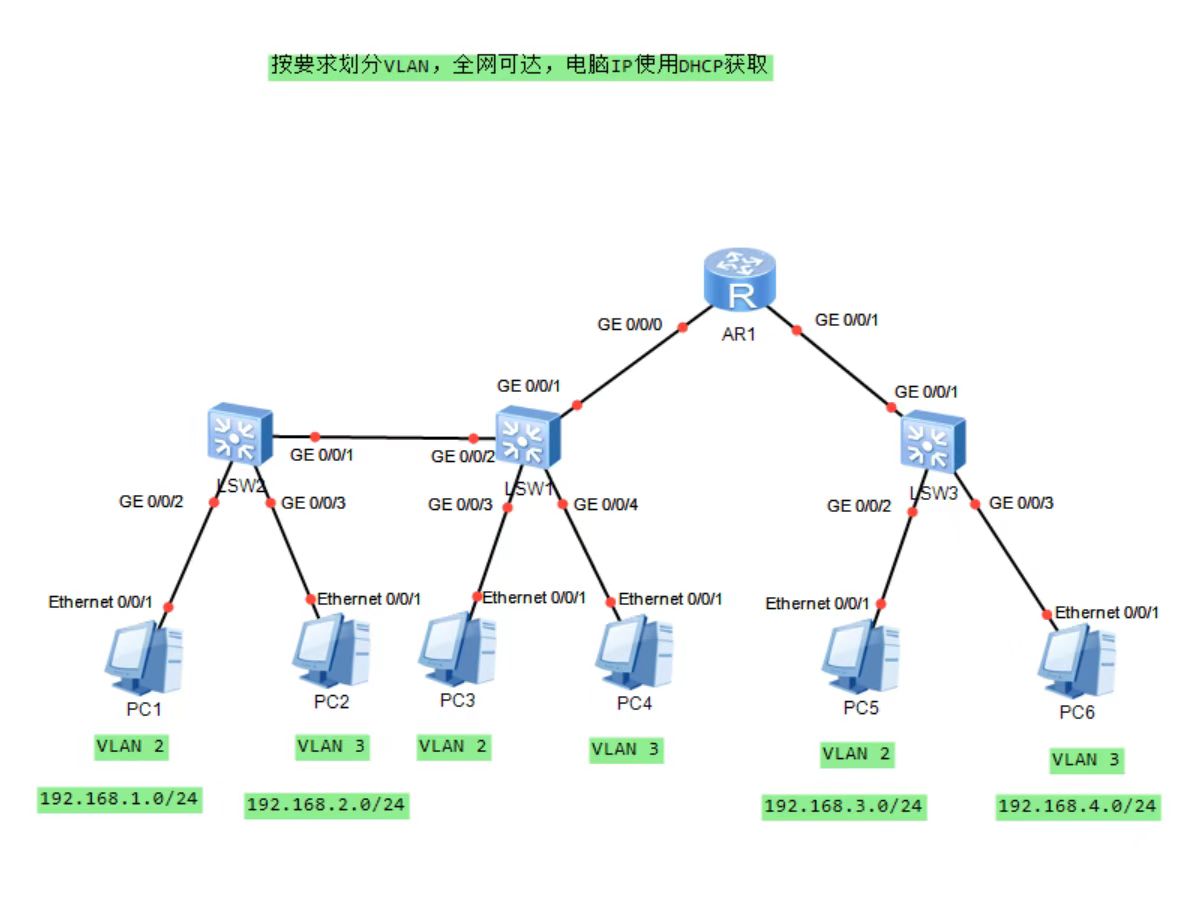 按要求划分VLAN，全网可达，电脑IP使用DHCP获取
R
GE 0/0/0
GE 0/0/1
AR1
GE 0/0/1
GE 0/0/1
GE 0/0/1
GE 0/0/2
LSW2
LSW1
LSW3
GE 0/0/2
GE 0/0/3
GE 0/0/3
GE 0/0/4
GE 0/0/2
GE 0/0/3
Ethernet 0/0/1
Ethernet 0/0/1
Ethernet 0/0/1
Ethernet 0/0/1
Ethernet 0/0/1
Ethernet 0/0/1
PC1
PC2
PC3
PC4
PC5
PC6
VLAN 2
VLAN 3
VLAN 2
VLAN 3
VLAN 2
VLAN 3
192.168.1.0/24
192.168.2.0/24
192.168.3.0/24
192.168.4.0/24